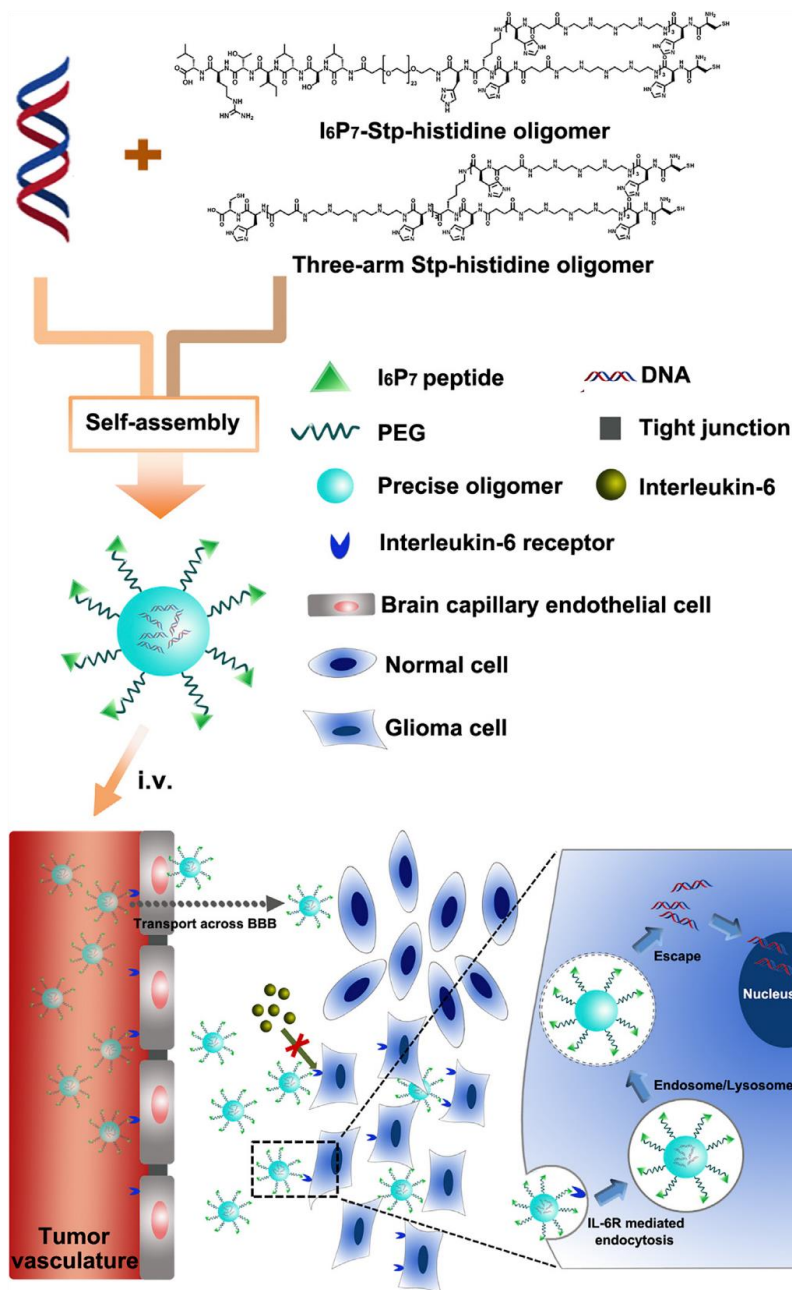 I₆P₇-Stp-histidine oligomer
Three-arm Stp-histidine oligomer
Self-assembly
I₆P₇ peptide
DNA
PEG
Tight junction
Precise oligomer
Interleukin-6
Interleukin-6 receptor
Brain capillary endothelial cell
Normal cell
Glioma cell
i.v.
Transport across BBB
Escape
Nucleus
Endosome/Lysosome
IL-6R mediated
endocytosis
Tumor
vasculature